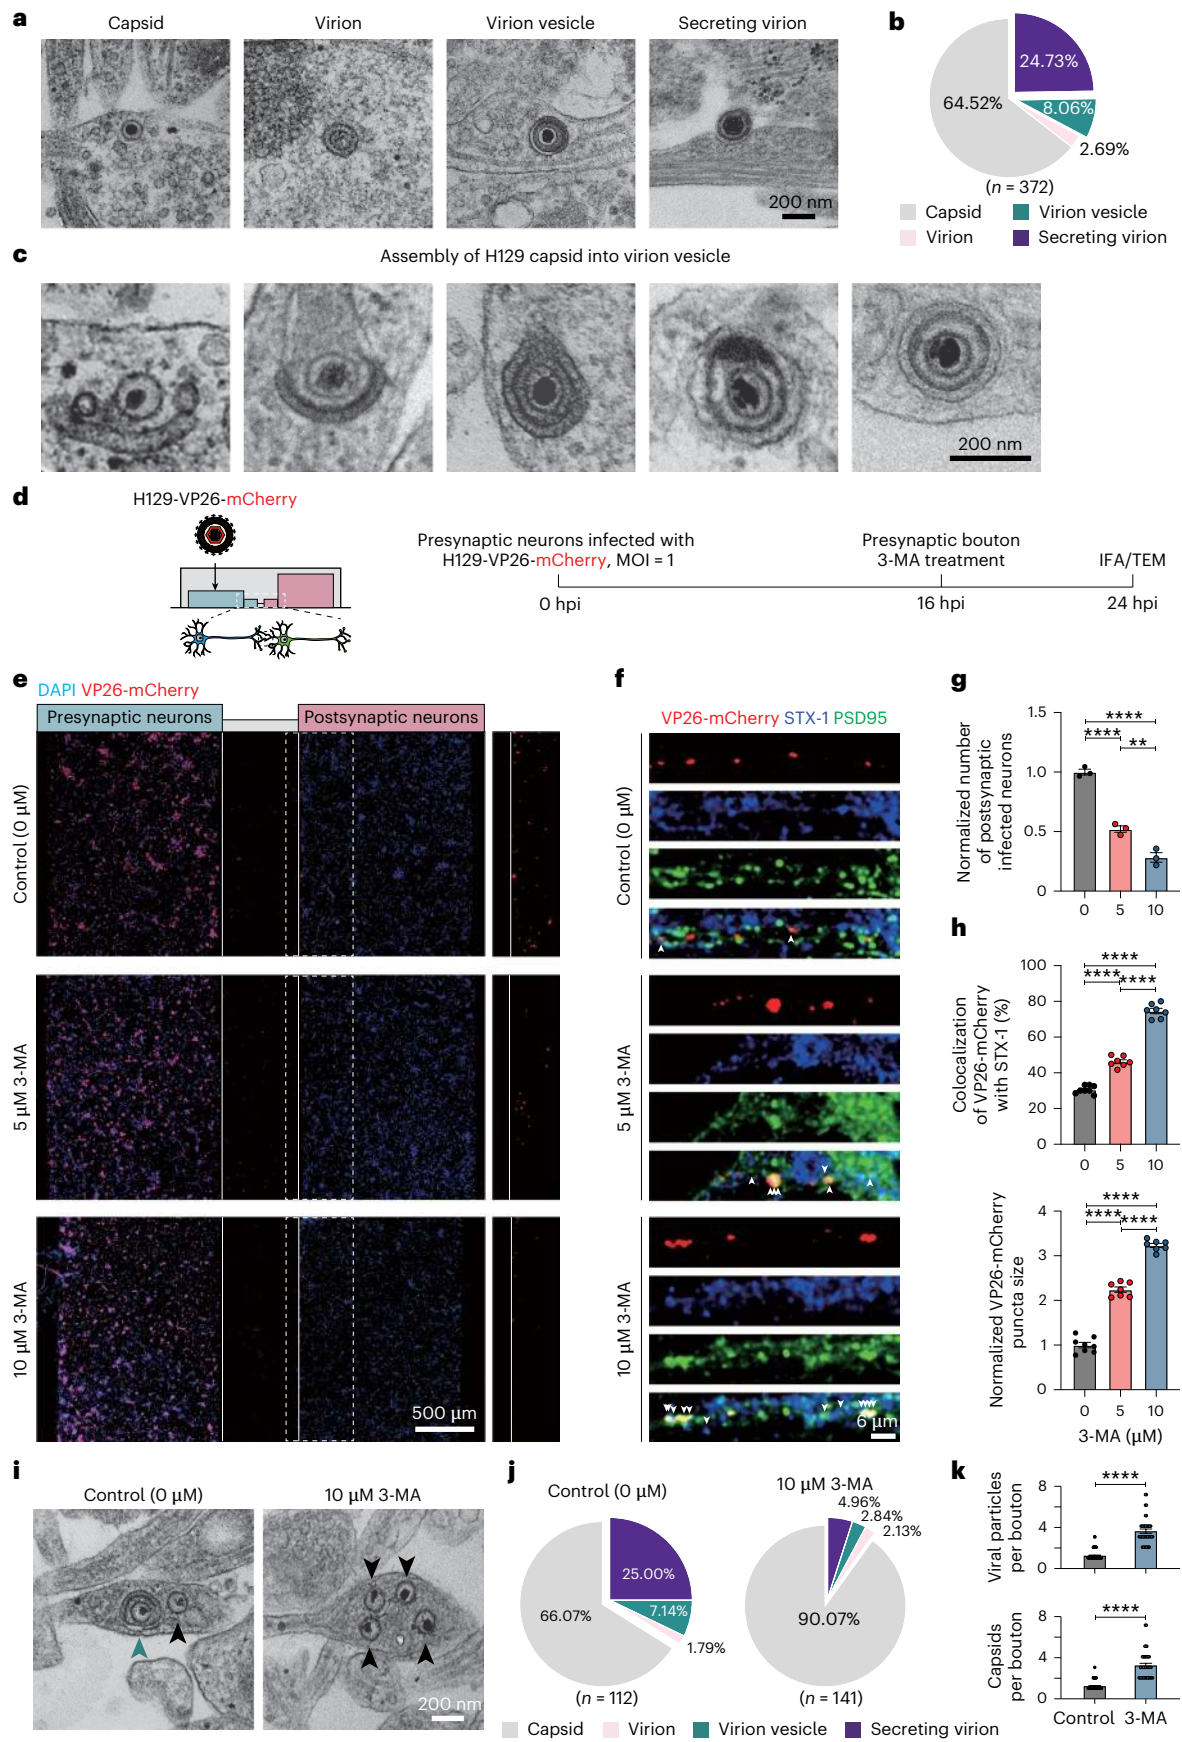 a
Capsid
Virion
Virion vesicle
Secreting virion
200 nm
b
24.73%
64.52%
8.06%
2.69%
(n = 372)
Capsid
Virion vesicle
Virion
Secreting virion
c
Assembly of H129 capsid into virion vesicle
200 nm
d
H129-VP26-mCherry
Presynaptic neurons infected with
H129-VP26-mCherry, MOI = 1
Presynaptic bouton
3-MA treatment
IFA/TEM
0 hpi
16 hpi
24 hpi
e
DAPI VP26-mCherry
Presynaptic neurons
Postsynaptic neurons
Control (0 μM)
5 μM 3-MA
10 μM 3-MA
500 μm
f
VP26-mCherry STX-1 PSD95
Control (0 μM)
5 μM 3-MA
10 μM 3-MA
6 μm
g
Normalized number
of postsynaptic
infected neurons
1.5
1.0
0.5
0
****
****
**
0 5 10
h
Colocalization
of VP26-mCherry
with STX-1 (%)
100
80
60
40
20
0
****
****
****
0 5 10
Normalized VP26-mCherry
puncta size
4
3
2
1
0
****
****
****
0 5 10
3-MA (μM)
i
Control (0 μM)
10 μM 3-MA
200 nm
j
Control (0 μM)
25.00%
66.07%
7.14%
1.79%
(n = 112)
10 μM 3-MA
4.96%
2.84%
2.13%
90.07%
(n = 141)
Capsid
Virion
Virion vesicle
Secreting virion
k
Viral particles
per bouton
8
4
0
****
Capsids
per bouton
8
4
0
****
Control 3-MA